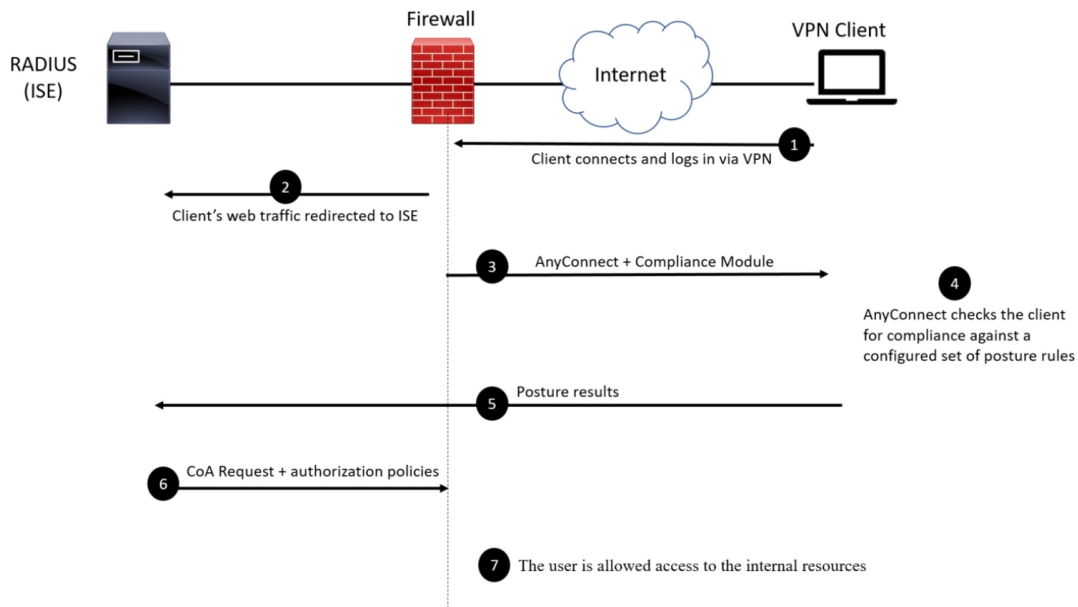 Firewall
VPN Client
RADIUS
(ISE)
Internet
1
Client connects and logs in via VPN
2
Client's web traffic redirected to ISE
3
AnyConnect + Compliance Module
4
AnyConnect checks the client
for compliance against a
configured set of posture rules
5
Posture results
6
CoA Request + authorization policies
7
The user is allowed access to the internal resources